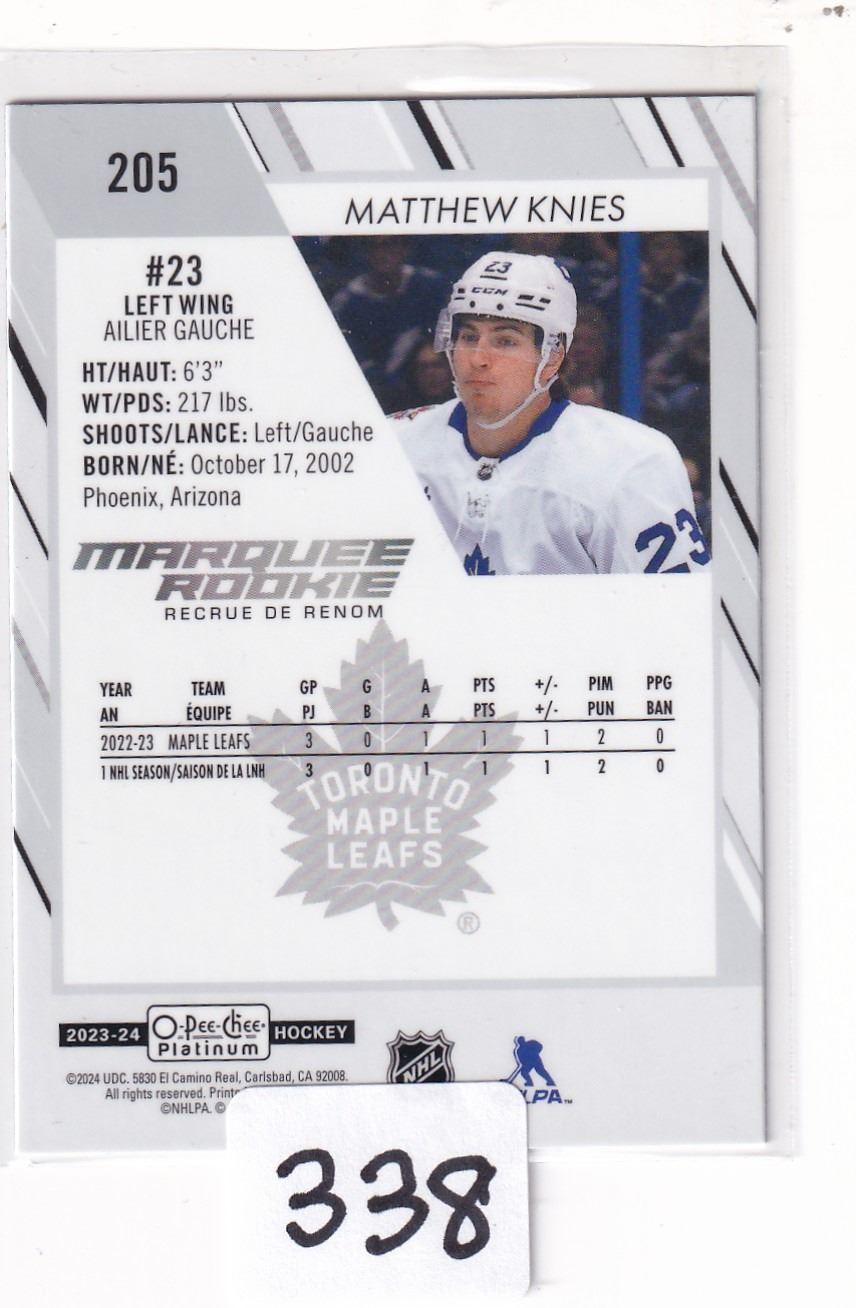 205
MATTHEW KNIES
#23
LEFT WING
AILIER GAUCHE
HT/HAUT: 6'3"
WT/PDS: 217 lbs.
SHOOTS/LANCE: Left/Gauche
BORN/NÉ: October 17, 2002
Phoenix, Arizona
23
CCM
23
MARQUEE
ROOKIE
RECRUE DE RENOM
YEAR TEAM GP G A PTS +/- PIM PPG
AN ÉQUIPE PJ B A PTS +/- PUN BAN
2022-23 MAPLE LEAFS 3 0 1 1 1 2 0
1 NHL SEASON/SAISON DE LA LNH 3 0 1 1 1 2 0
TORONTO
MAPLE
LEAFS
®
2023-24 O-Pee-Chee Platinum HOCKEY
©2024 UDC. 5830 El Camino Real, Carlsbad, CA 92008.
All rights reserved.
©NHLPA. ©
NHL
LPA™
338